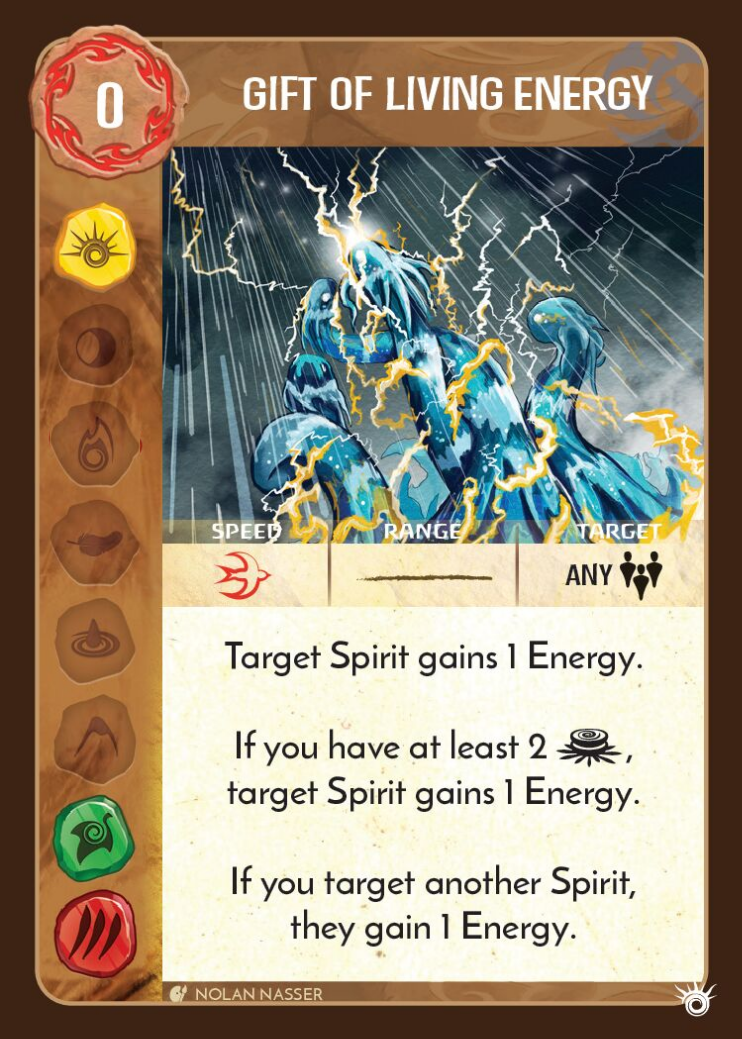 0
GIFT OF LIVING ENERGY
SPEED RANGE TARGET
ANY
Target Spirit gains 1 Energy.
If you have at least 2 ,
target Spirit gains 1 Energy.
If you target another Spirit,
they gain 1 Energy.
NOLAN NASSER